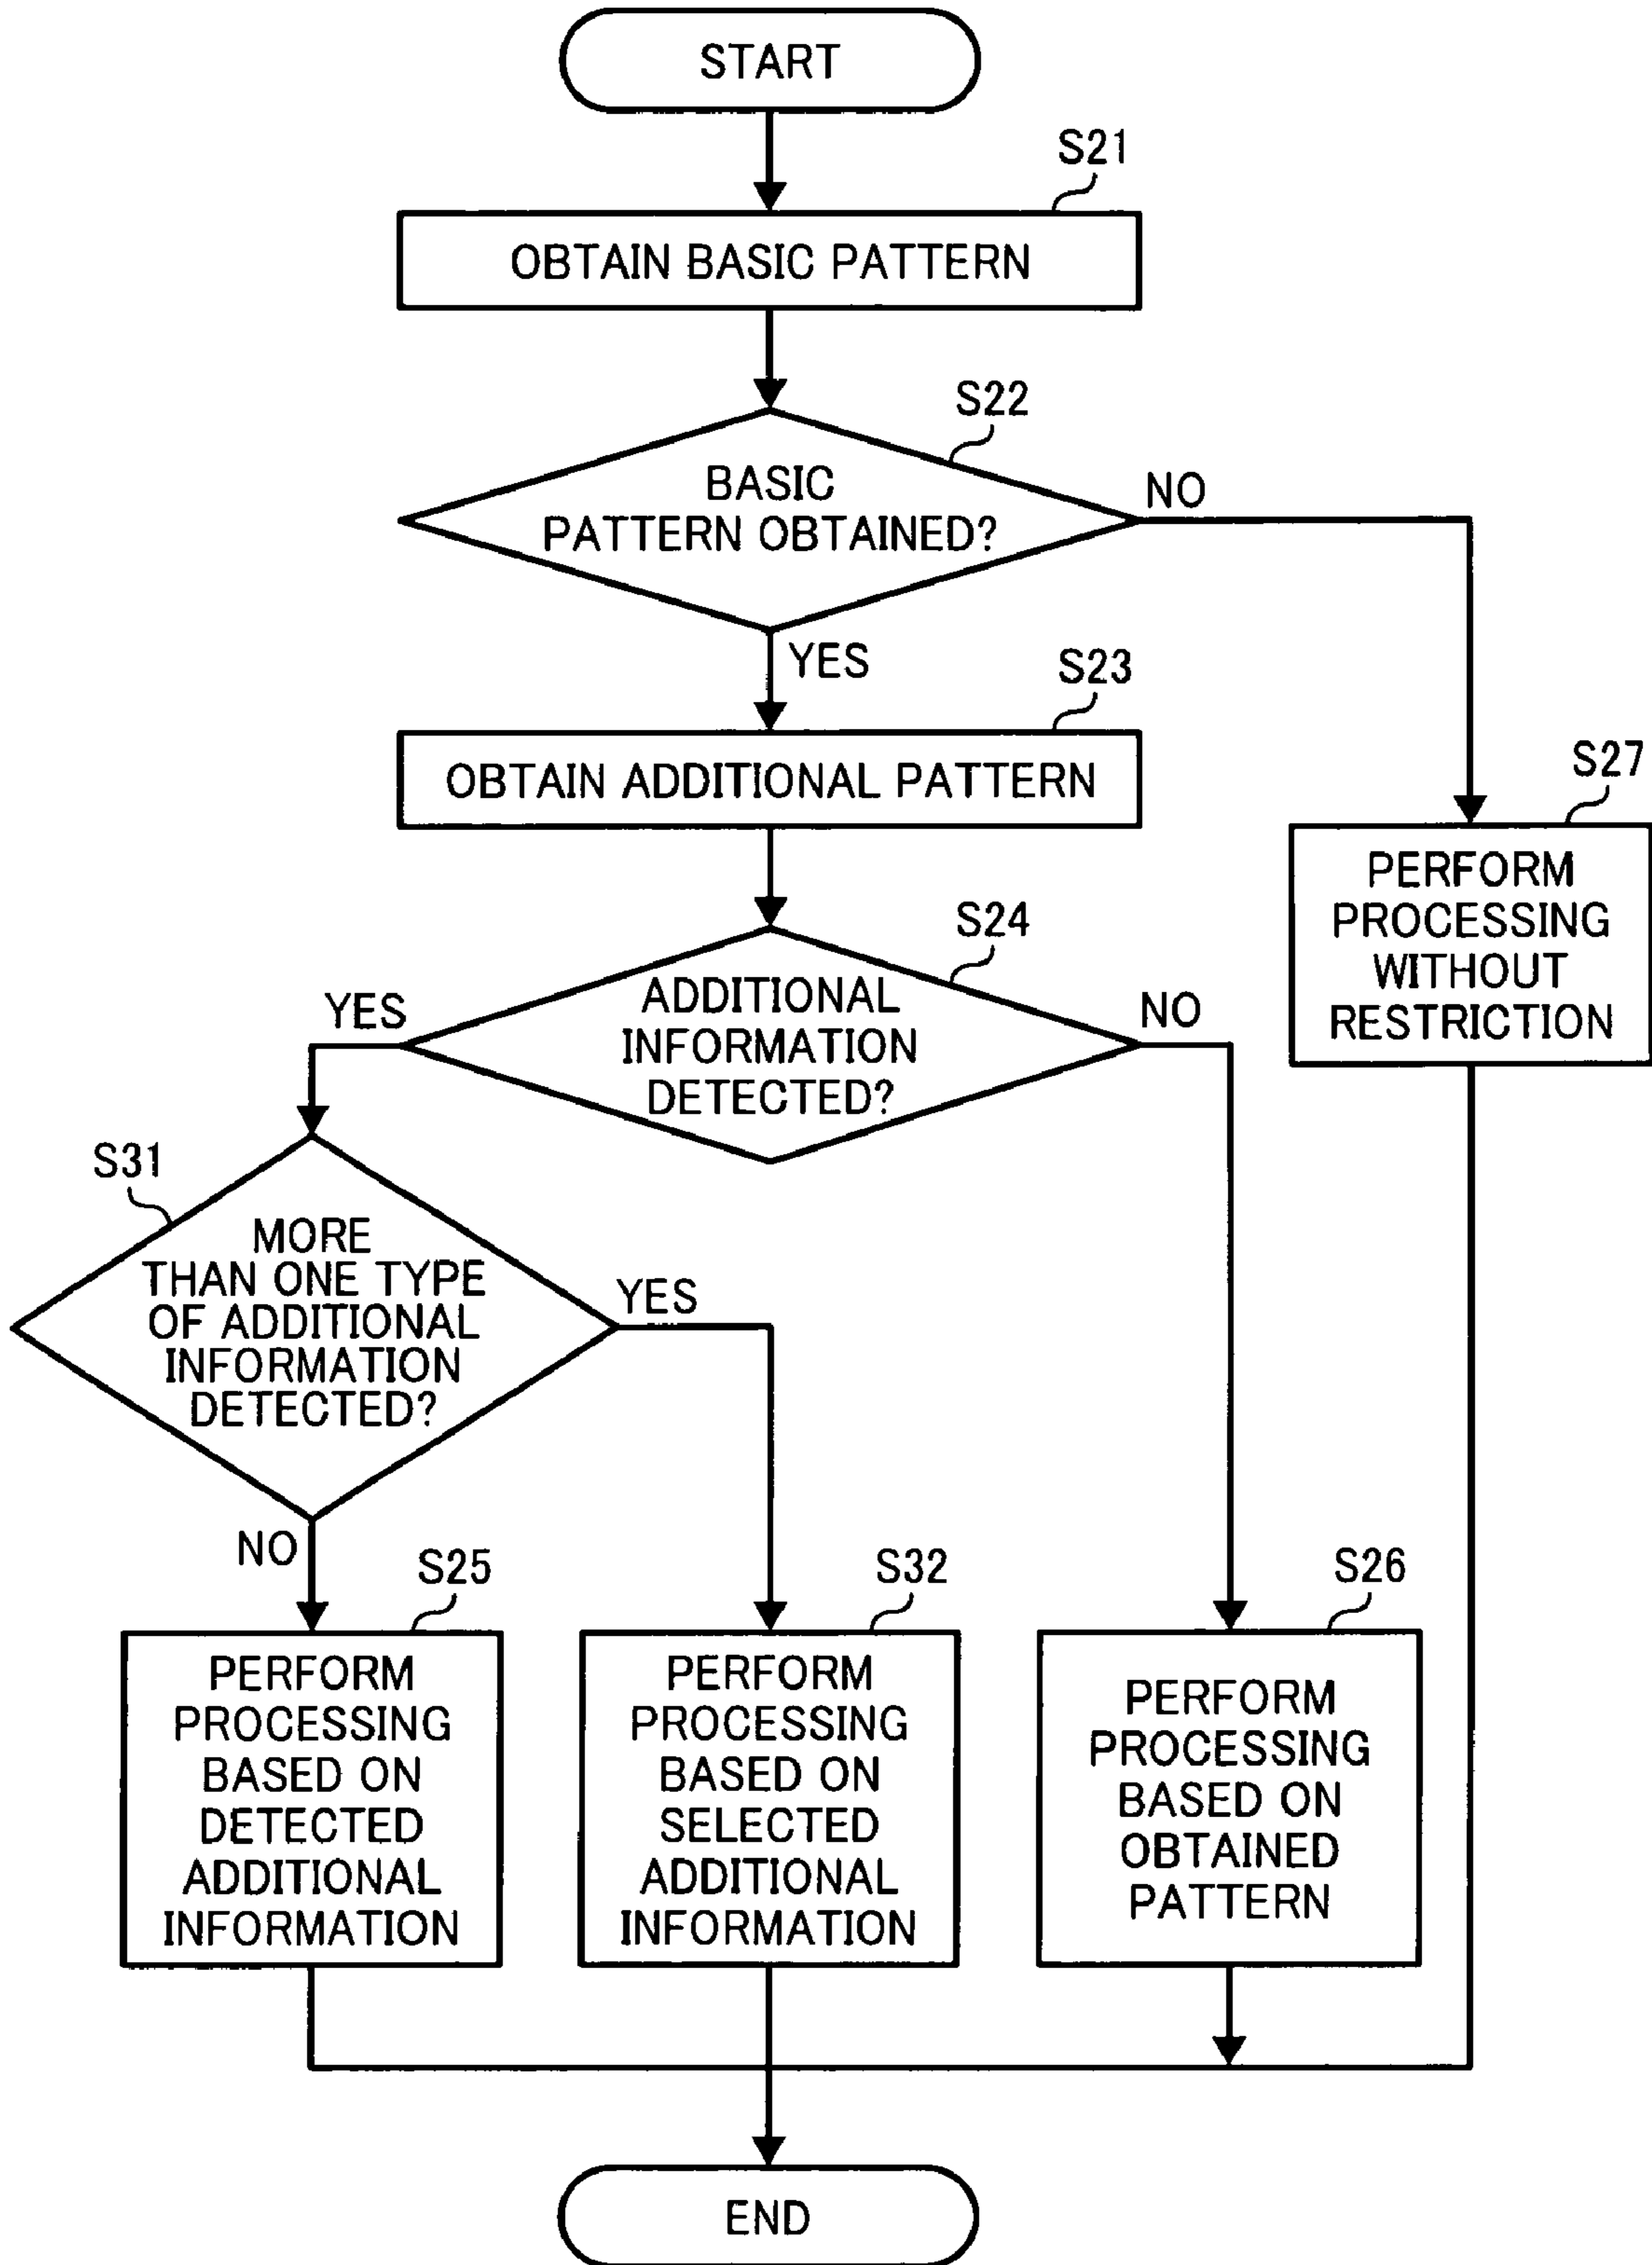 START
S21
OBTAIN BASIC PATTERN
S22
BASIC
PATTERN OBTAINED?
NO
YES
S23
OBTAIN ADDITIONAL PATTERN
S27
PERFORM
PROCESSING
WITHOUT
RESTRICTION
S24
ADDITIONAL
INFORMATION
DETECTED?
YES
NO
S31
MORE
THAN ONE TYPE
OF ADDITIONAL
INFORMATION
DETECTED?
YES
NO
S25
PERFORM
PROCESSING
BASED ON
DETECTED
ADDITIONAL
INFORMATION
S32
PERFORM
PROCESSING
BASED ON
SELECTED
ADDITIONAL
INFORMATION
S26
PERFORM
PROCESSING
BASED ON
OBTAINED
PATTERN
END